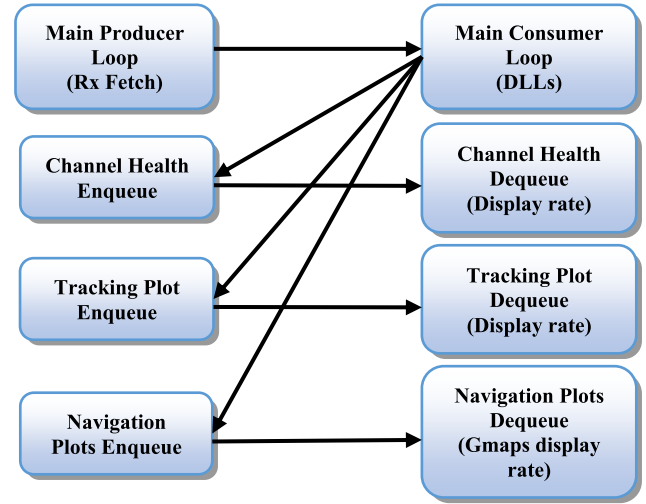 Main Producer
Loop
(Rx Fetch)
Main Consumer
Loop
(DLLs)
Channel Health
Enqueue
Channel Health
Dequeue
(Display rate)
Tracking Plot
Enqueue
Tracking Plot
Dequeue
(Display rate)
Navigation
Plots Enqueue
Navigation Plots
Dequeue
(Gmaps display
rate)